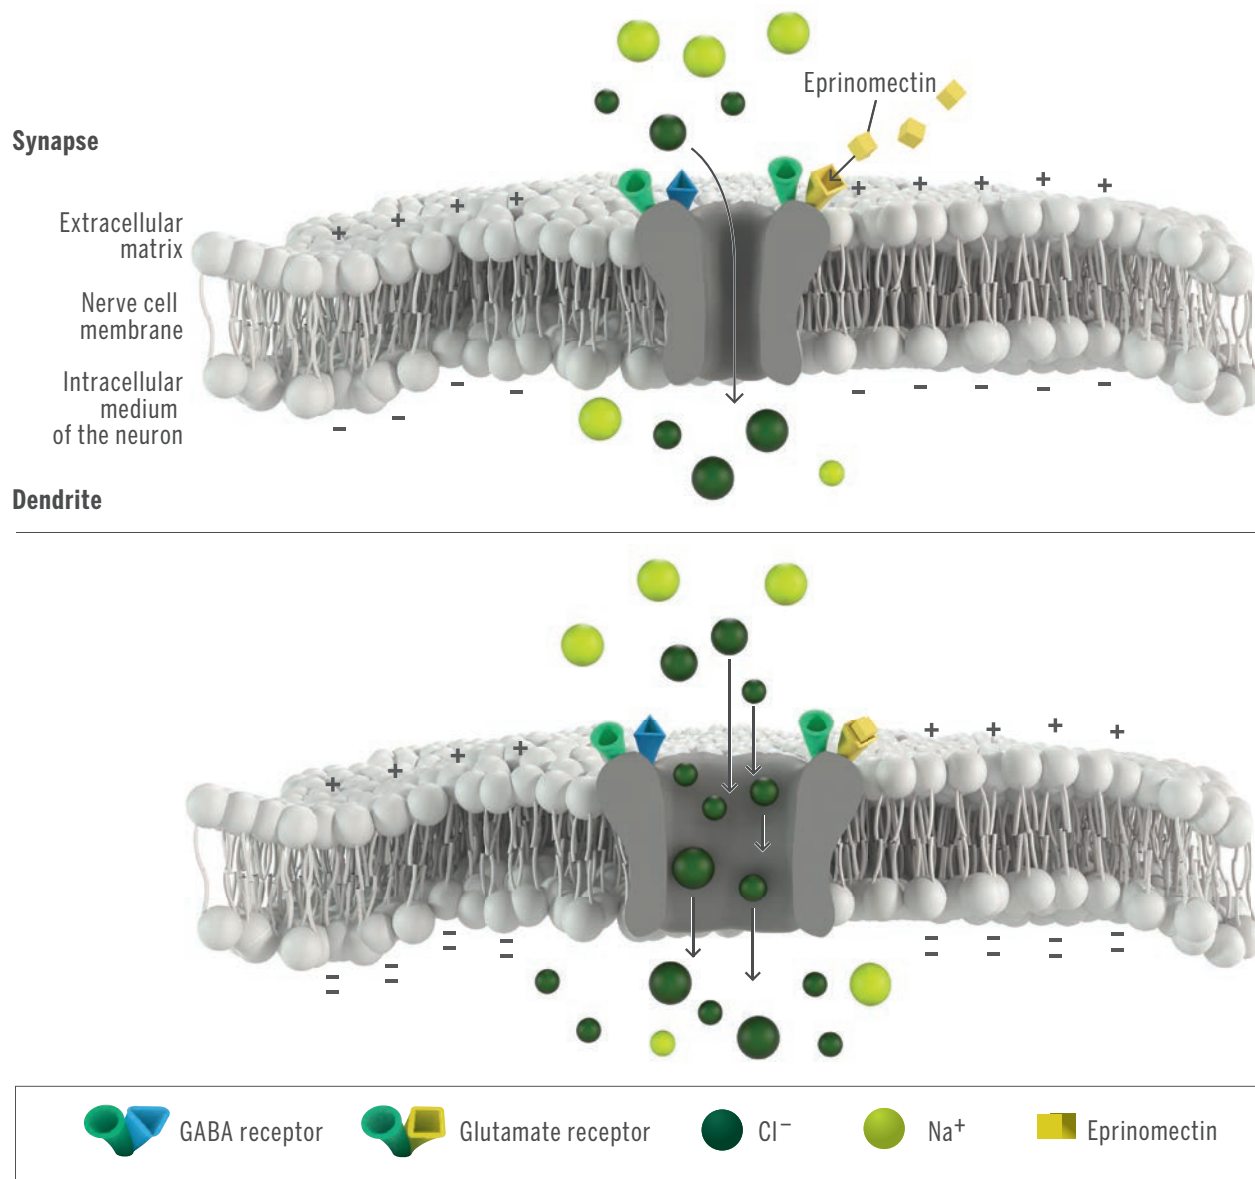 Eprinomectin
Synapse
Extracellular
matrix
Nerve cell
membrane
Intracellular
medium
of the neuron
Dendrite
GABA receptor
Glutamate receptor
Cl⁻
Na⁺
Eprinomectin